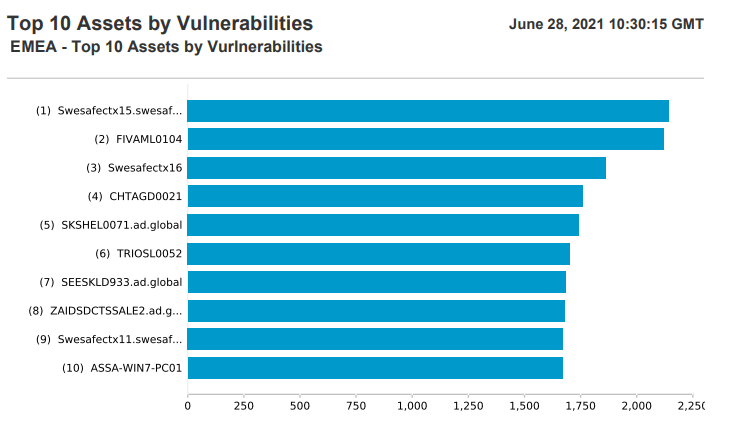 Top 10 Assets by Vulnerabilities
June 28, 2021 10:30:15 GMT
EMEA - Top 10 Assets by Vurlnerabilities
(1) Swesafectx15.swesaf...
(2) FIVAML0104
(3) Swesafectx16
(4) CHTAGD0021
(5) SKSHEL0071.ad.global
(6) TRIOSL0052
(7) SEESKLD933.ad.global
(8) ZAIDSDCTSSALE2.ad.g...
(9) Swesafectx11.swesaf...
(10) ASSA-WIN7-PC01
0 250 500 750 1,000 1,250 1,500 1,750 2,000 2,250